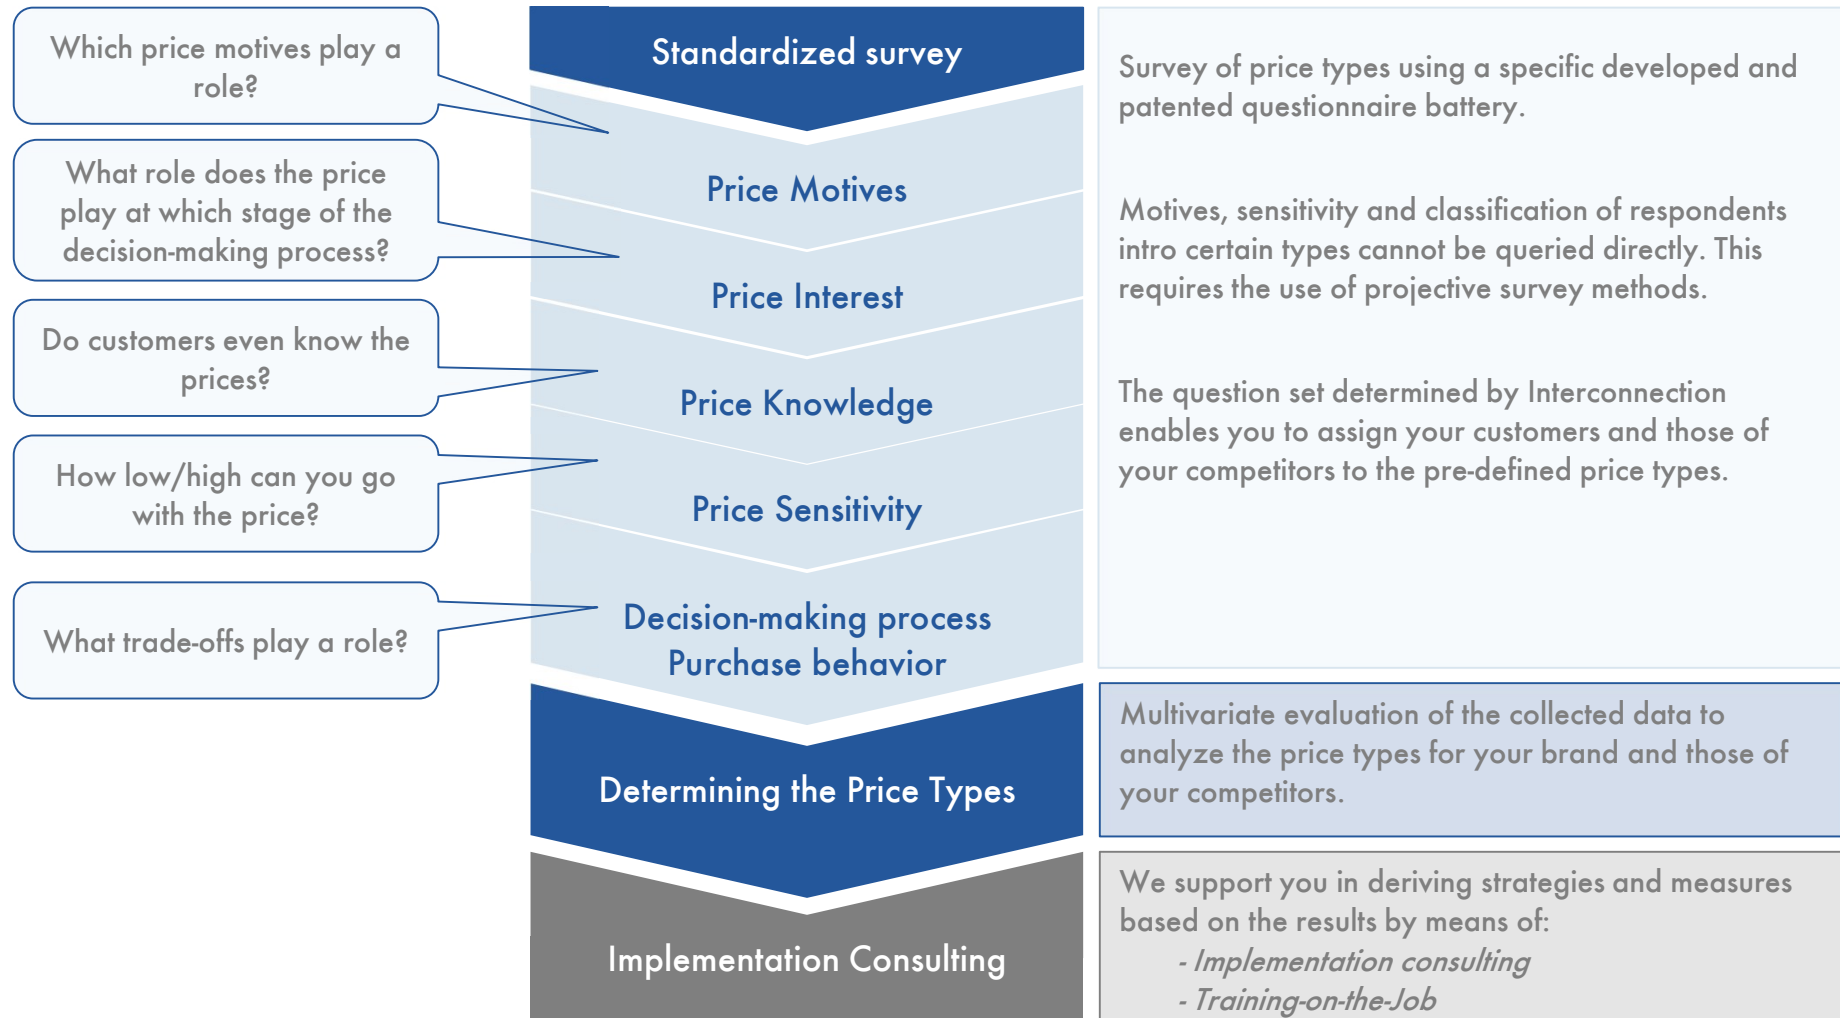 Which price motives play a
role?
What role does the price
play at which stage of the
decision-making process?
Do customers even know the
prices?
How low/high can you go
with the price?
What trade-offs play a role?
Standardized survey
Price Motives
Price Interest
Price Knowledge
Price Sensitivity
Decision-making process
Purchase behavior
Determining the Price Types
Implementation Consulting
Survey of price types using a specific developed and
patented questionnaire battery.
Motives, sensitivity and classification of respondents
intro certain types cannot be queried directly. This
requires the use of projective survey methods.
The question set determined by Interconnection
enables you to assign your customers and those of
your competitors to the pre-defined price types.
Multivariate evaluation of the collected data to
analyze the price types for your brand and those of
your competitors.
We support you in deriving strategies and measures
based on the results by means of:
- Implementation consulting
- Training-on-the-Job